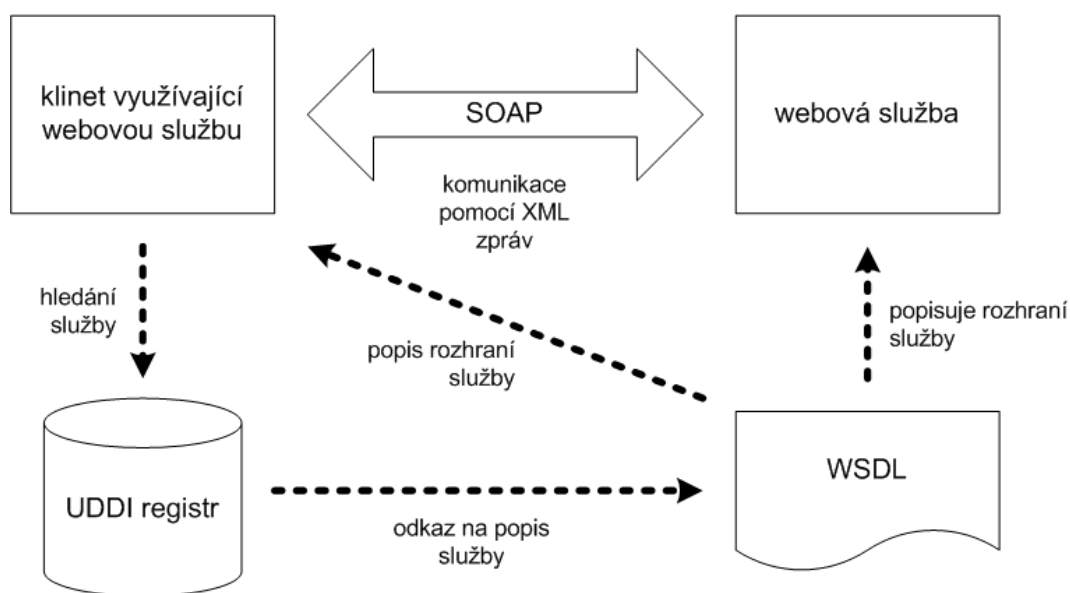 klinet využívající
webovou službu
SOAP
webová služba
komunikace
pomocí XML
zpráv
hledání
služby
popis rozhraní
služby
popisuje rozhraní
služby
UDDI registr
odkaz na popis
služby
WSDL